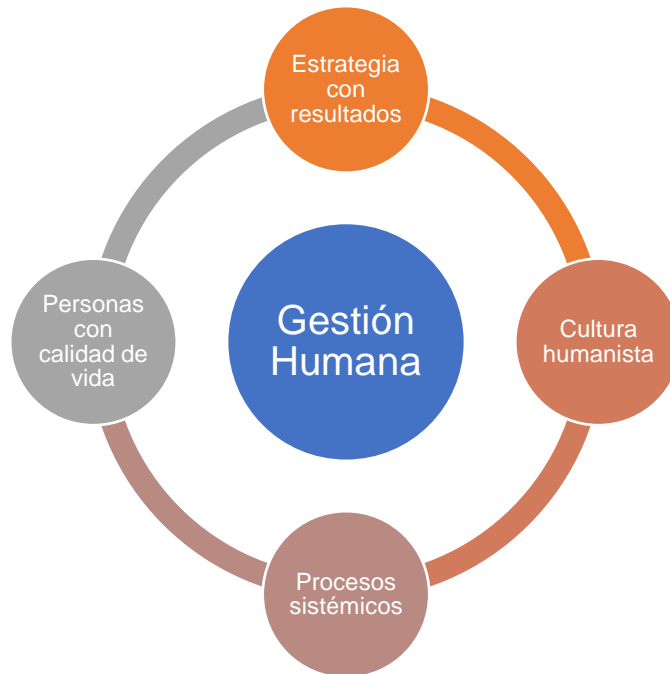 Estrategia
con
resultados
Personas
con
calidad de
vida
Gestión
Humana
Cultura
humanista
Procesos
sistémicos